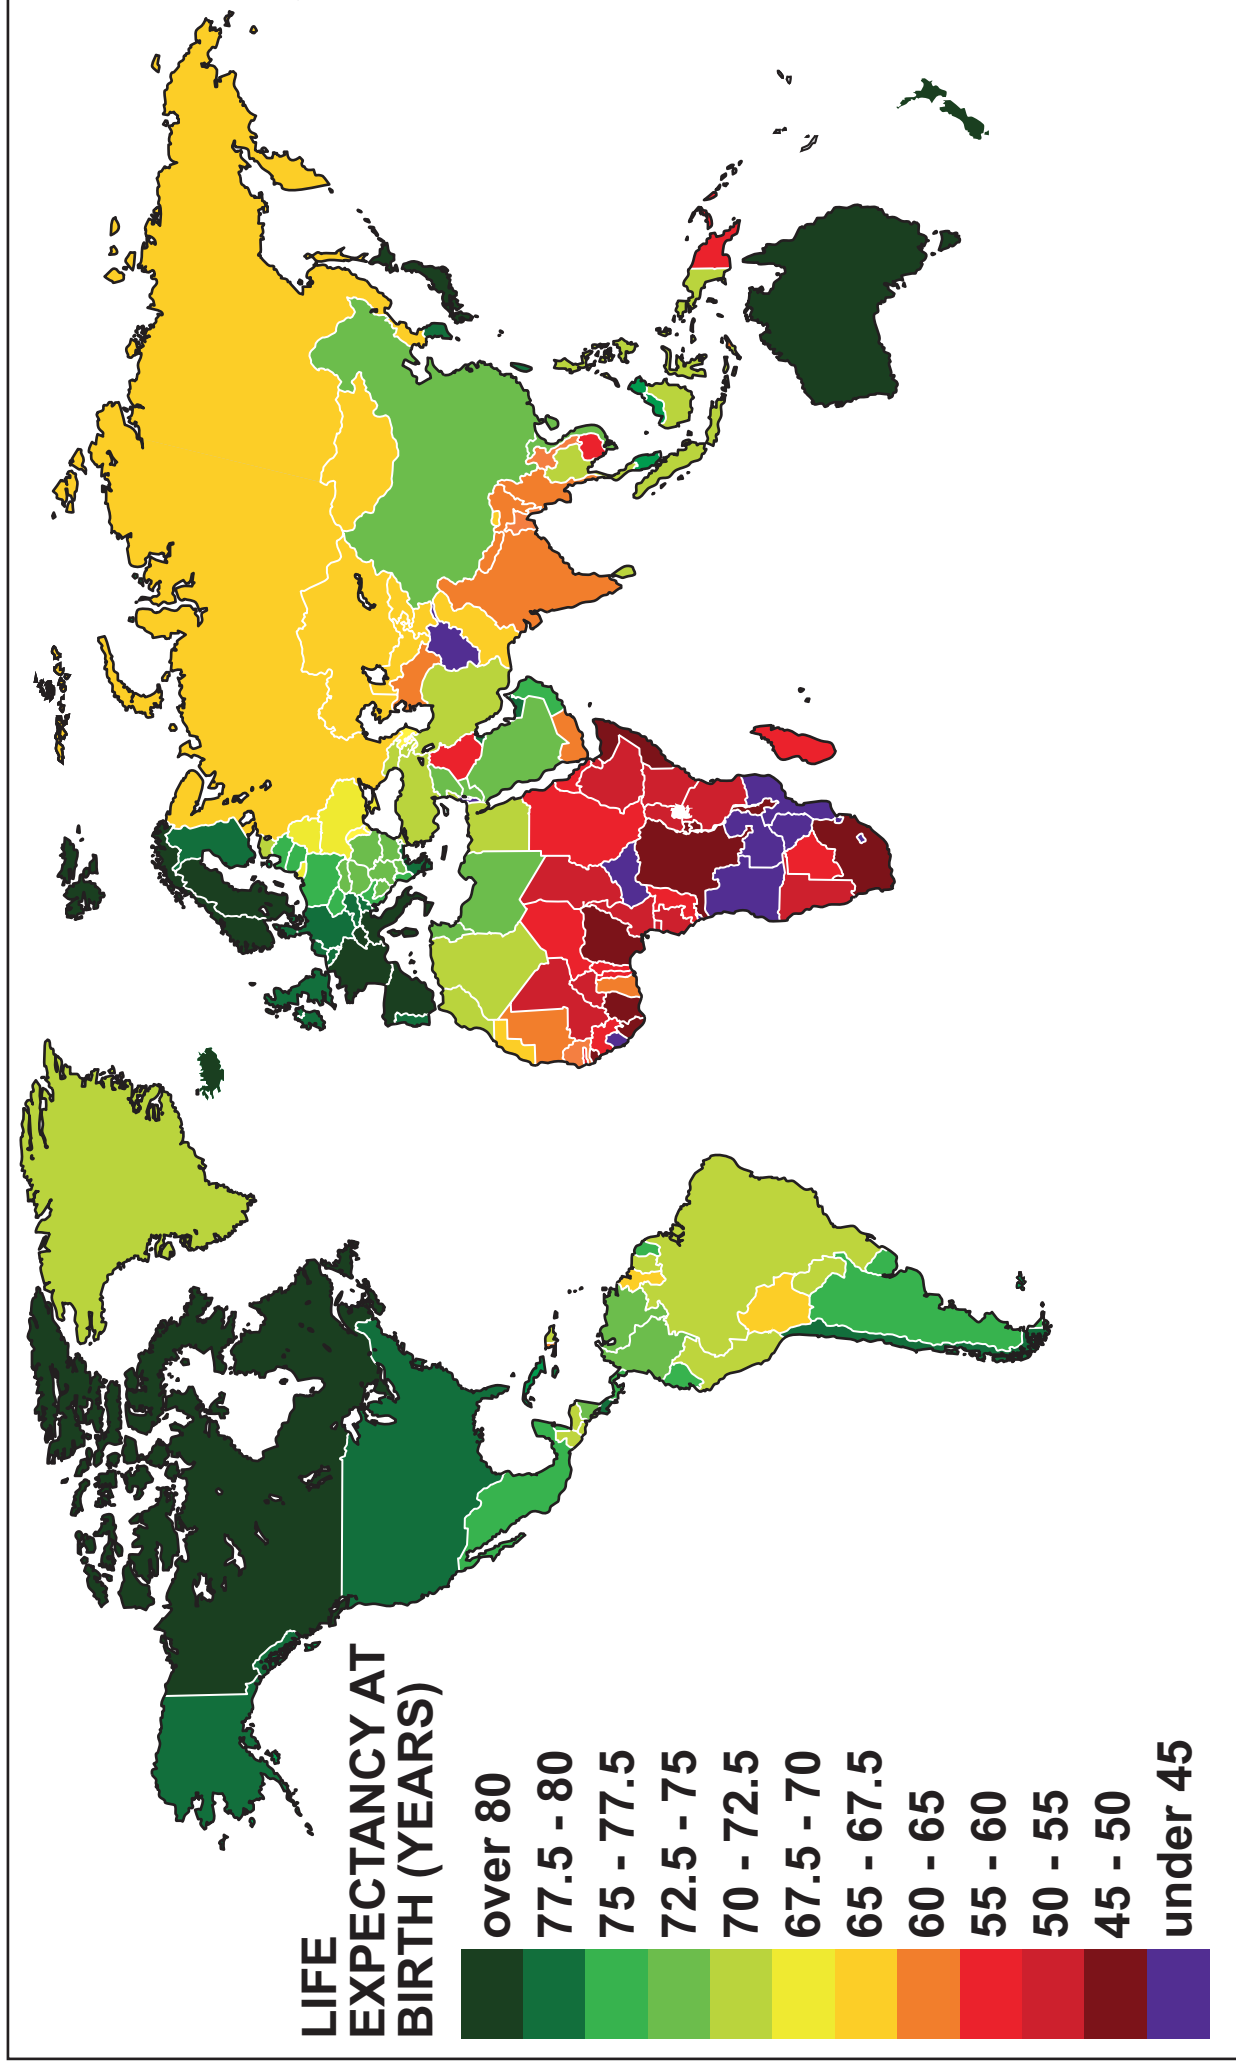 LIFE
EXPECTANCY AT
BIRTH (YEARS)
over 80
77.5 - 80
75 - 77.5
72.5 - 75
70 - 72.5
67.5 - 70
65 - 67.5
60 - 65
55 - 60
50 - 55
45 - 50
under 45